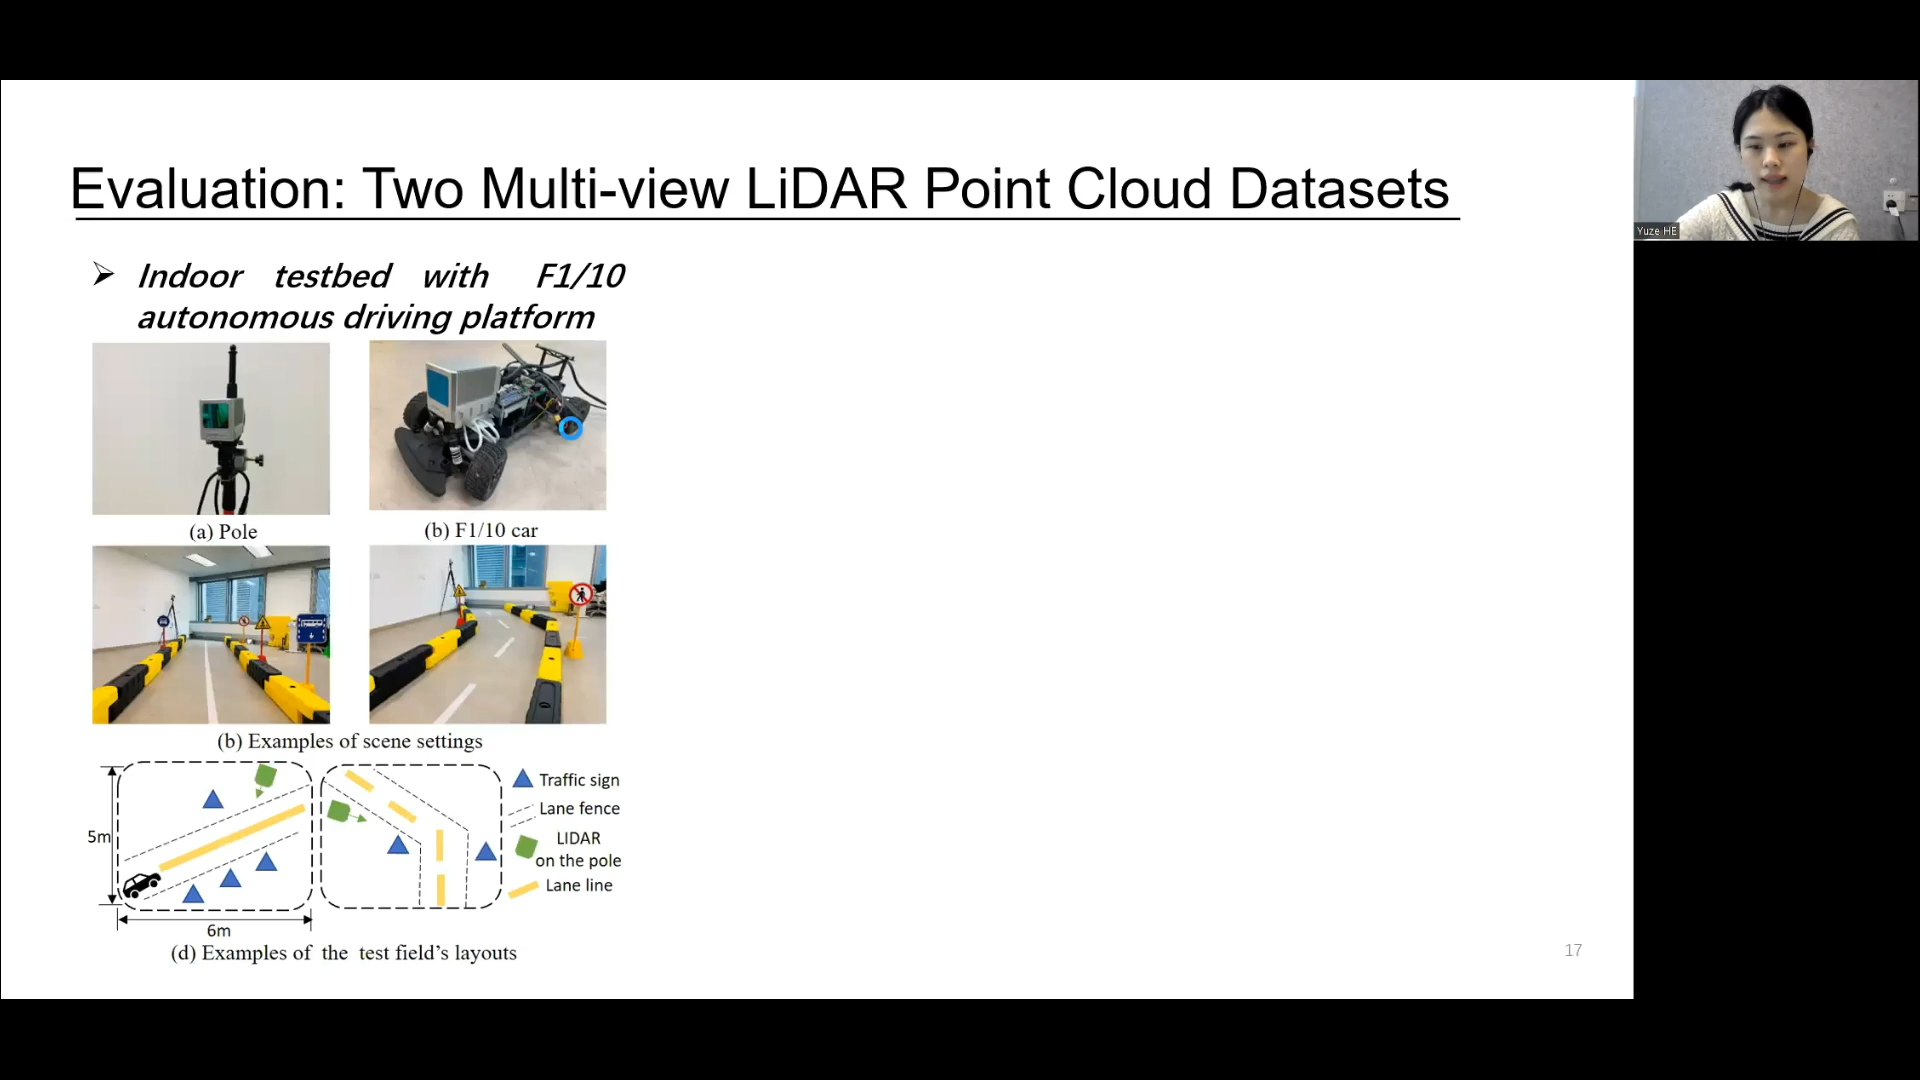 Evaluation: Two Multi-view LiDAR Point Cloud Datasets
Yuze HE
Indoor testbed with F1/10
autonomous driving platform
(a) Pole
(b) F1/10 car
(b) Examples of scene settings
5m
6m
Traffic sign
Lane fence
LIDAR
on the pole
Lane line
(d) Examples of the test field's layouts
17